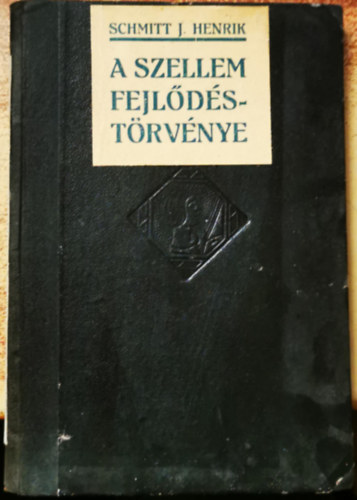 SCHMITT J. HENRIK
A SZELLEM
FEJLŐDÉS-
TÖRVÉNYE